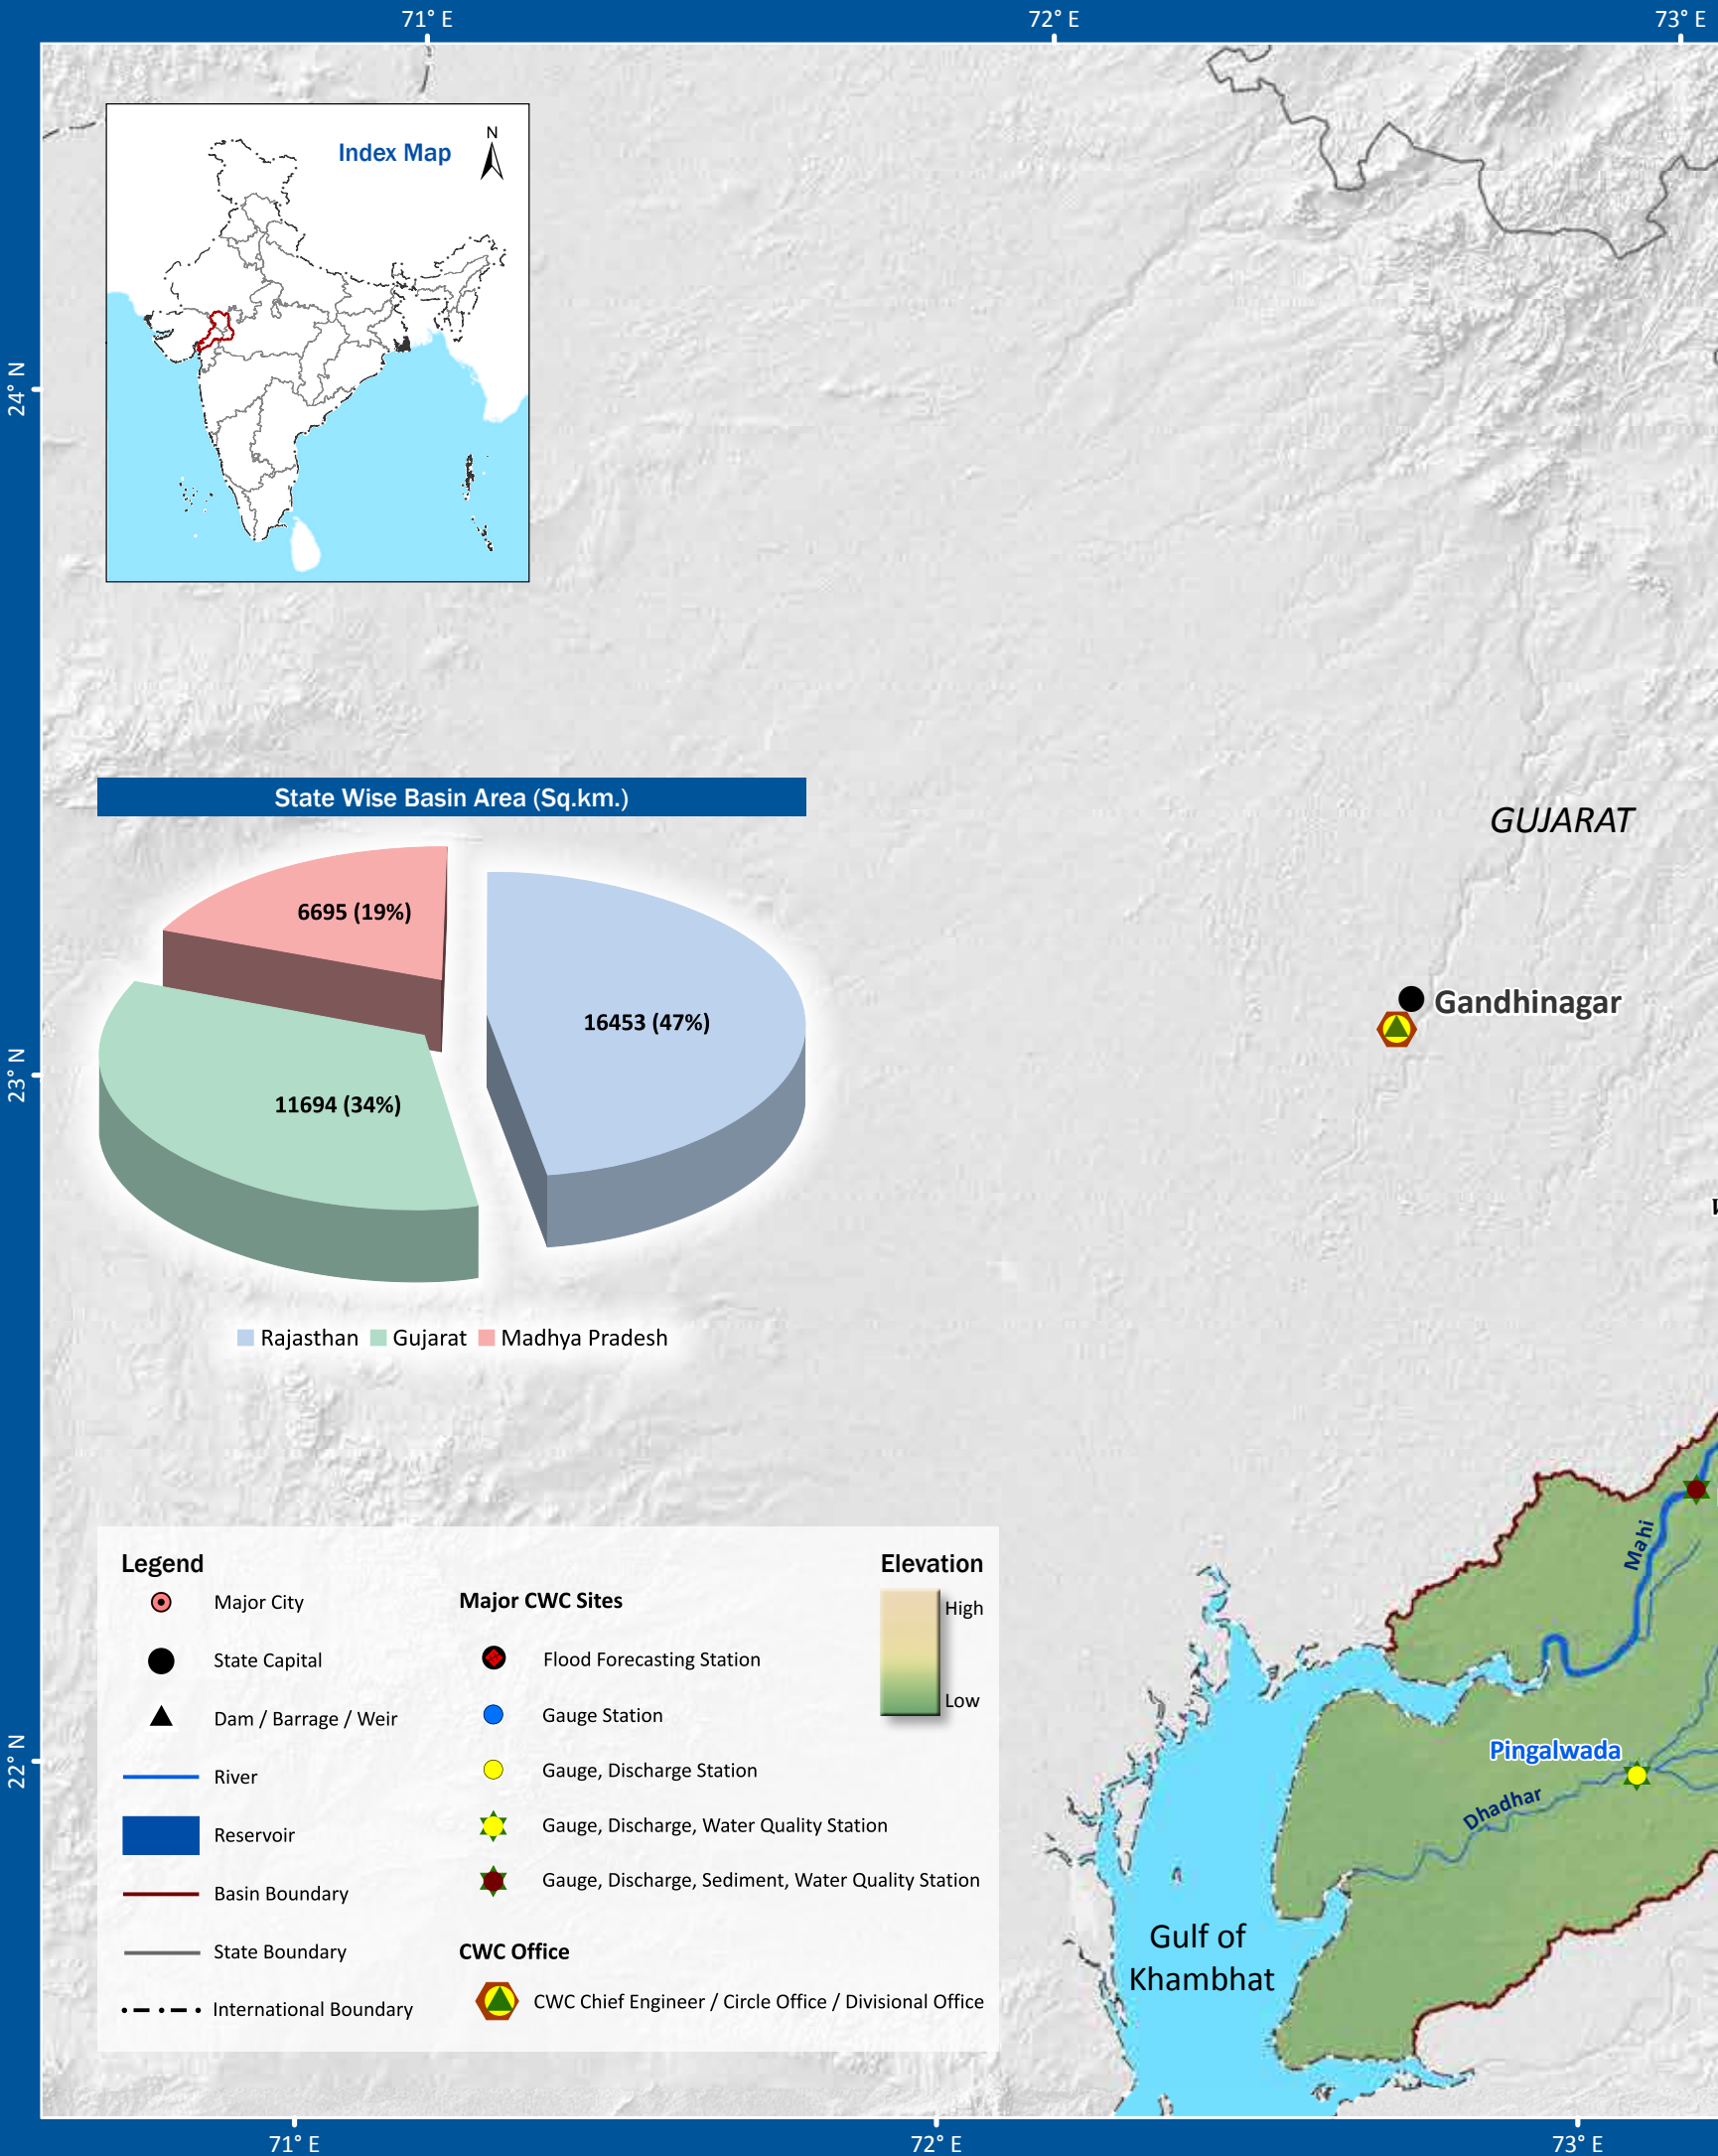 71° E
72° E
73° E
24° N
23° N
22° N
Index Map
N
State Wise Basin Area (Sq.km.)
6695 (19%)
16453 (47%)
11694 (34%)
Rajasthan Gujarat Madhya Pradesh
GUJARAT
Gandhinagar
Mahi
Pingalwada
Dhadhar
Gulf of
Khambhat
Legend
Major City
State Capital
Dam / Barrage / Weir
River
Reservoir
Basin Boundary
State Boundary
International Boundary
Major CWC Sites
Flood Forecasting Station
Gauge Station
Gauge, Discharge Station
Gauge, Discharge, Water Quality Station
Gauge, Discharge, Sediment, Water Quality Station
CWC Office
CWC Chief Engineer / Circle Office / Divisional Office
Elevation
High
Low
71° E
72° E
73° E